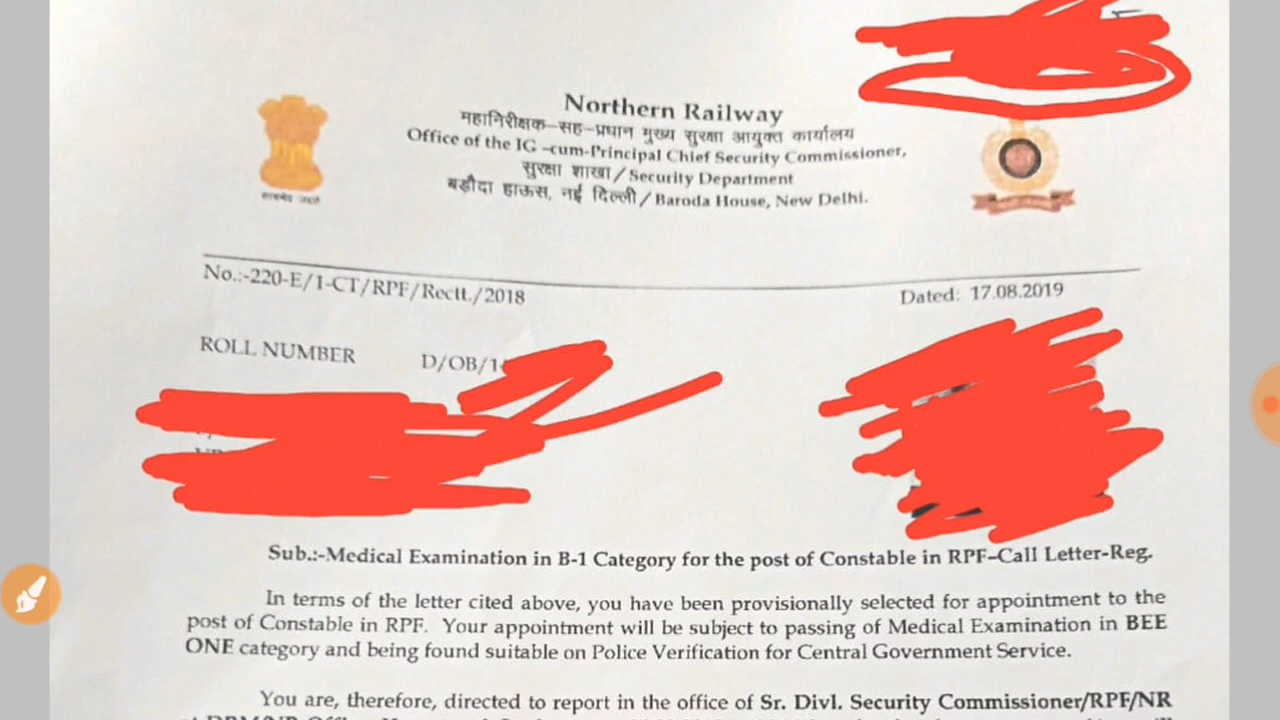 Northern Railway
महानिरीक्षक–सह–प्रधान मुख्य सुरक्षा आयुक्त कार्यालय
Office of the IG –cum-Principal Chief Security Commissioner,
सुरक्षा शाखा / Security Department
बड़ौदा हाऊस, नई दिल्ली / Baroda House, New Delhi.
सत्यमेव जयते
No.:-220-E/1-CT/RPF/Rectt./2018
Dated: 17.08.2019
ROLL NUMBER D/OB/1
Sub.:-Medical Examination in B-1 Category for the post of Constable in RPF–Call Letter-Reg.
In terms of the letter cited above, you have been provisionally selected for appointment to the
post of Constable in RPF. Your appointment will be subject to passing of Medical Examination in BEE
ONE category and being found suitable on Police Verification for Central Government Service.
You are, therefore, directed to report in the office of Sr. Divl. Security Commissioner/RPF/NR